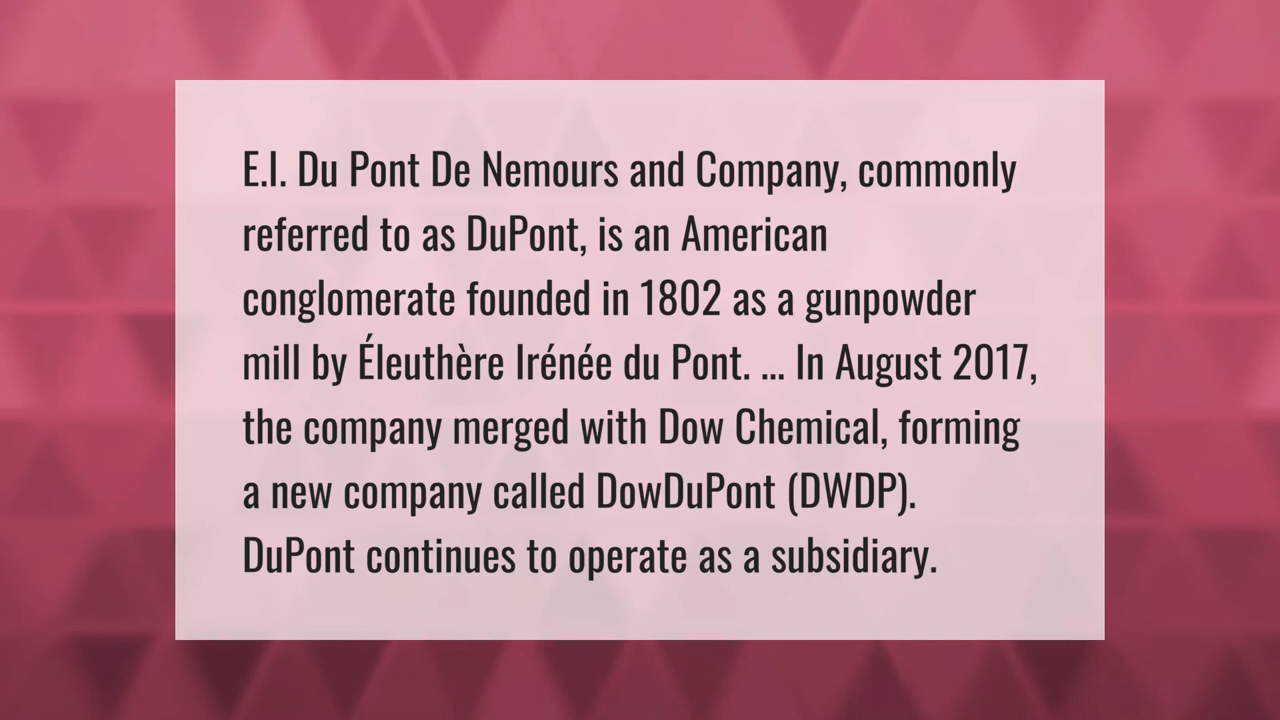 E.I. Du Pont De Nemours and Company, commonly
referred to as DuPont, is an American
conglomerate founded in 1802 as a gunpowder
mill by Éleuthère Irénée du Pont. ... In August 2017,
the company merged with Dow Chemical, forming
a new company called DowDuPont (DWDP).
DuPont continues to operate as a subsidiary.